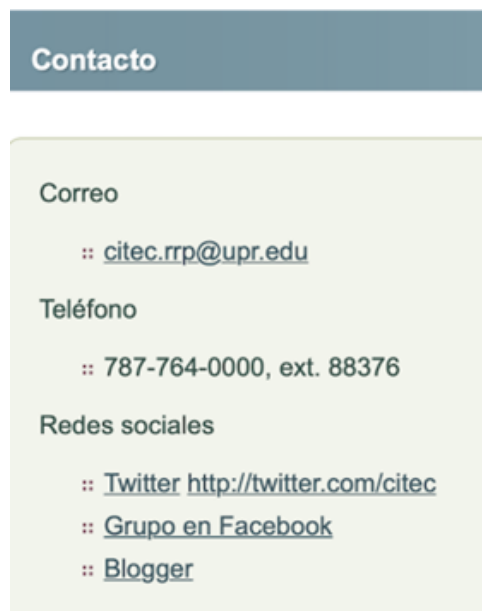 Contacto
Correo
:: citec.rrp@upr.edu
Teléfono
:: 787-764-0000, ext. 88376
Redes sociales
:: Twitter http://twitter.com/citec
:: Grupo en Facebook
:: Blogger